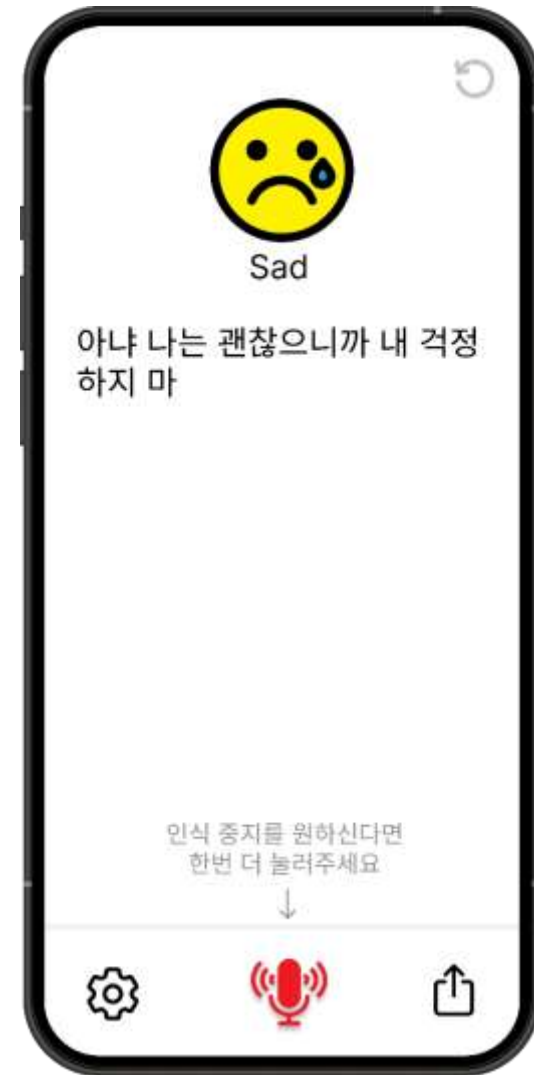 Sad
아냐 나는 괜찮으니까 내 걱정
하지 마
인식 중지를 원하신다면
한번 더 눌러주세요